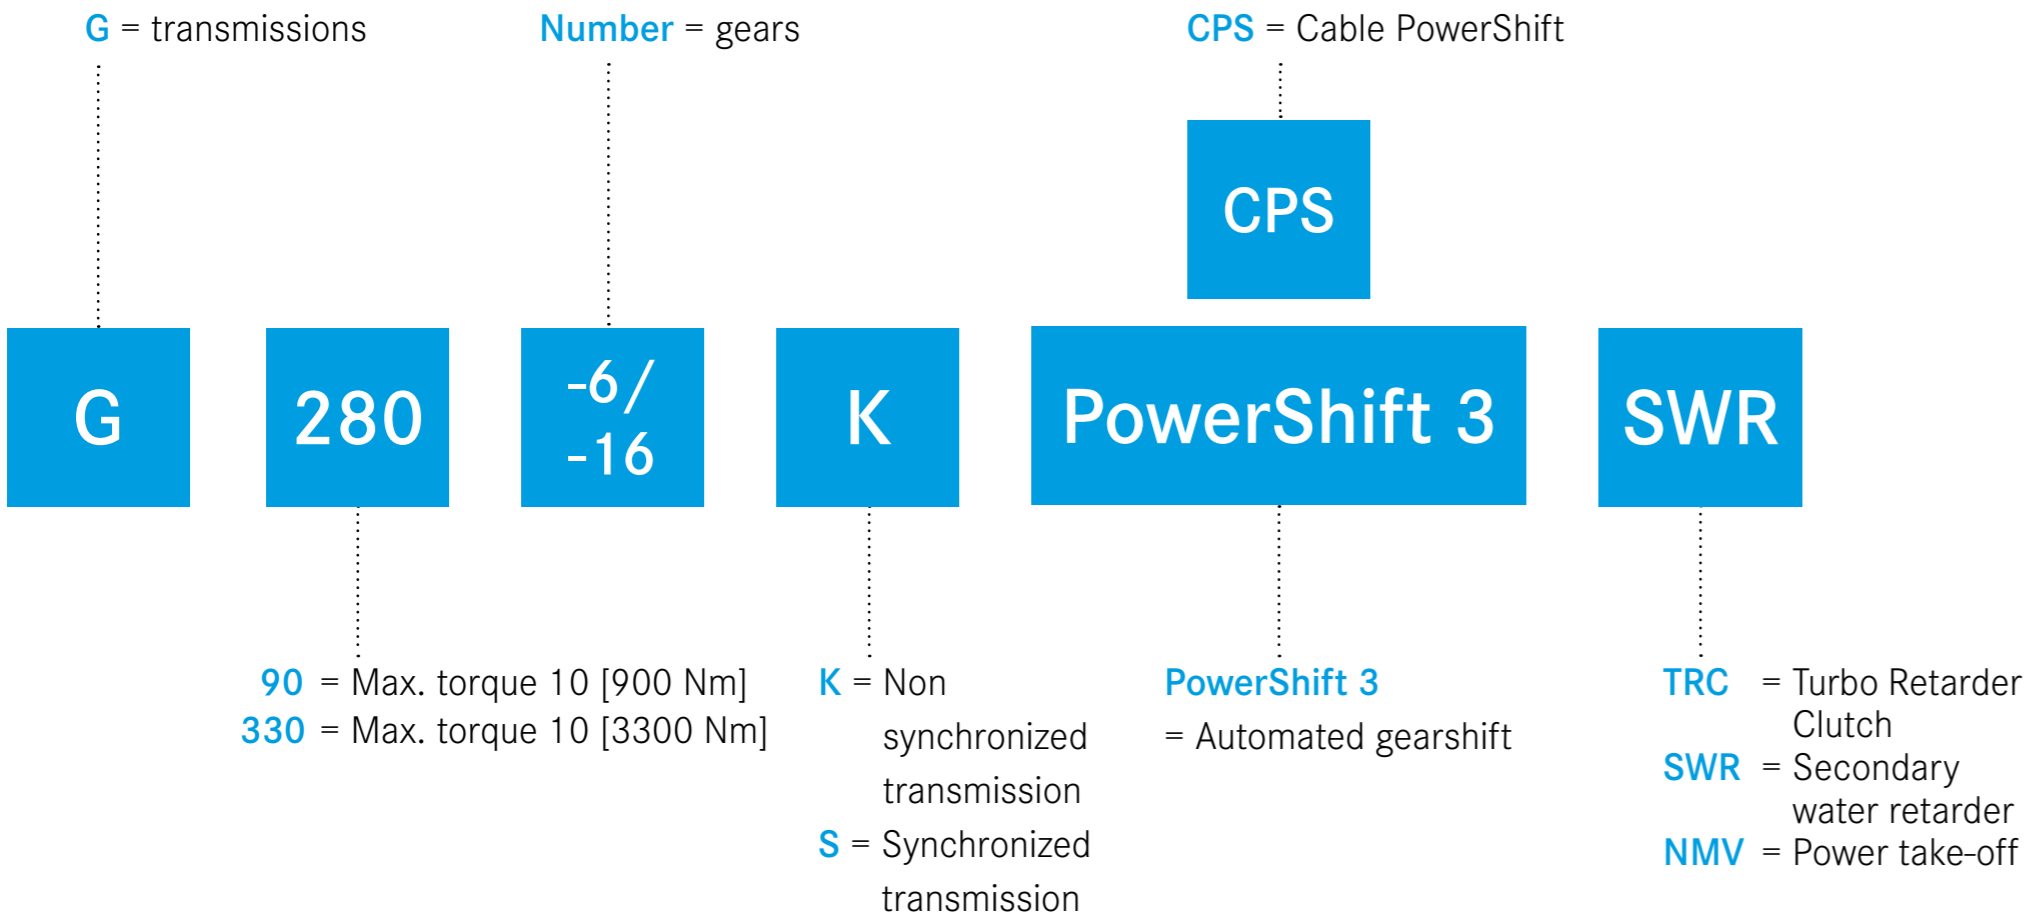 G = transmissions
Number = gears
CPS = Cable PowerShift
CPS
G
280
-6/
-16
K
PowerShift 3
SWR
90 = Max. torque 10 [900 Nm]
330 = Max. torque 10 [3300 Nm]
K = Non
synchronized
transmission
S = Synchronized
transmission
PowerShift 3
= Automated gearshift
TRC = Turbo Retarder
Clutch
SWR = Secondary
water retarder
NMV = Power take-off